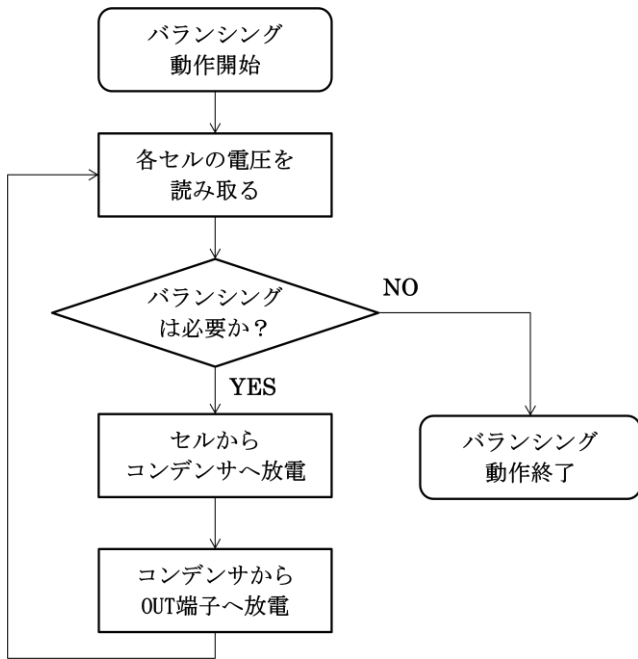 バランシング
動作開始
各セルの電圧を
読み取る
バランシング
は必要か？
NO
YES
セルから
コンデンサへ放電
バランシング
動作終了
コンデンサから
OUT端子へ放電